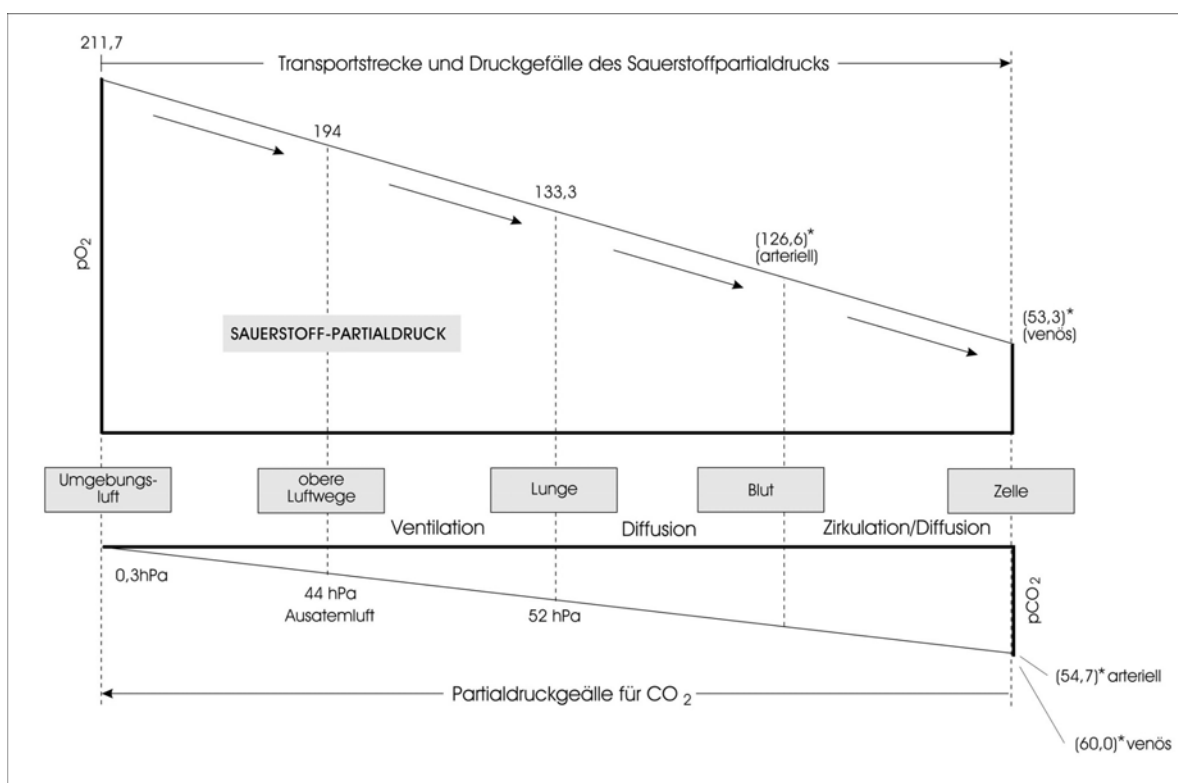 211,7
Transportstrecke und Druckgefälle des Sauerstoffpartialdrucks
194
133,3
(126,6)*
(arteriell)
(53,3)*
(venös)
pO2
SAUERSTOFF-PARTIALDRUCK
Umgebungs-
luft
obere
Luftwege
Lunge
Blut
Zelle
Ventilation
Diffusion
Zirkulation/Diffusion
0,3hPa
44 hPa
Ausatemluft
52 hPa
pCO2
(54,7)* arteriell
Partialdruckgeälle für CO 2
(60,0)* venös